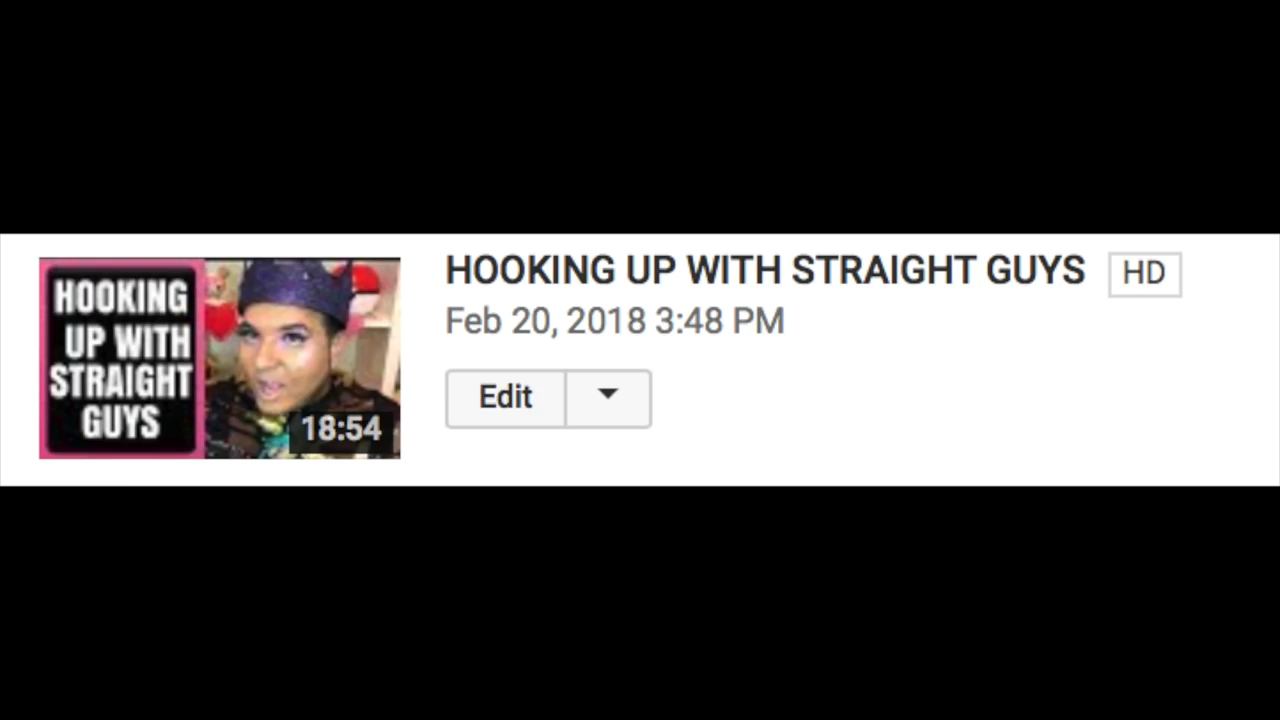 HOOKING
UP WITH
STRAIGHT
GUYS
18:54
HOOKING UP WITH STRAIGHT GUYS HD
Feb 20, 2018 3:48 PM
Edit